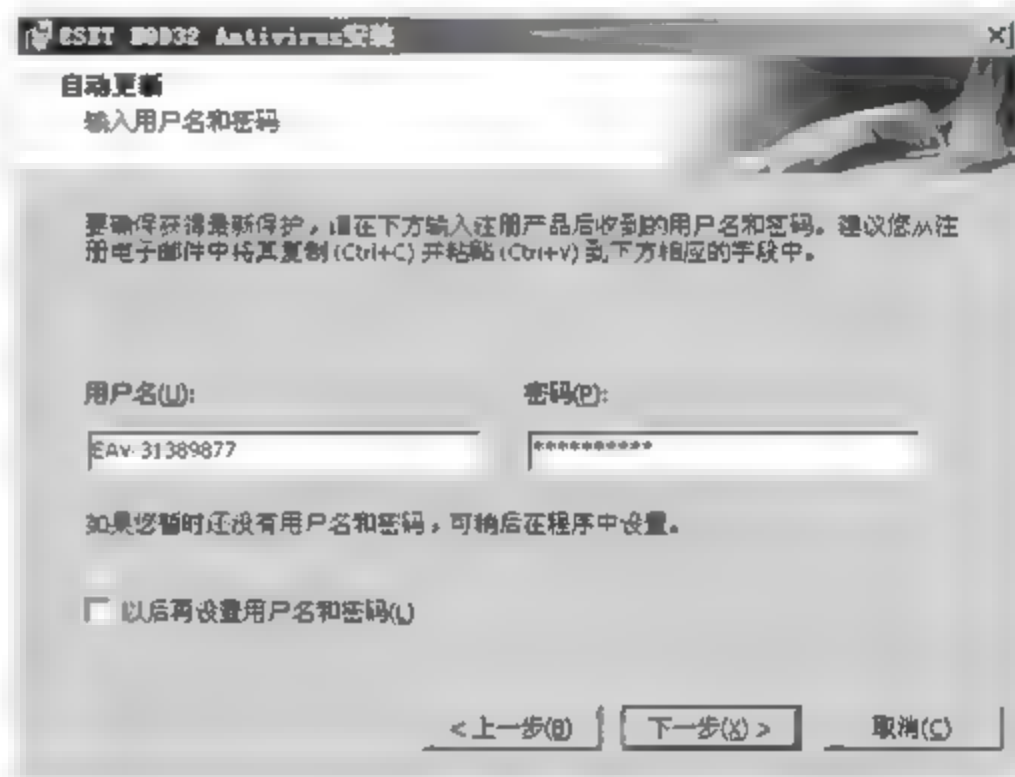 ESET NOD32 Antivirus安装
自动更新
输入用户名和密码
要确保获得最新保护，请在下方输入注册产品后收到的用户名和密码。建议您从注
册电子邮件中将其复制(Ctrl+C)并粘贴(Ctrl+V)到下方相应的字段中。
用户名(U):
密码(P):
EAV-31389877
**********
如果您暂时还没有用户名和密码，可稍后在程序中设置。
以后再设置用户名和密码(L)
<上一步(B)
下一步(X) >
取消(C)